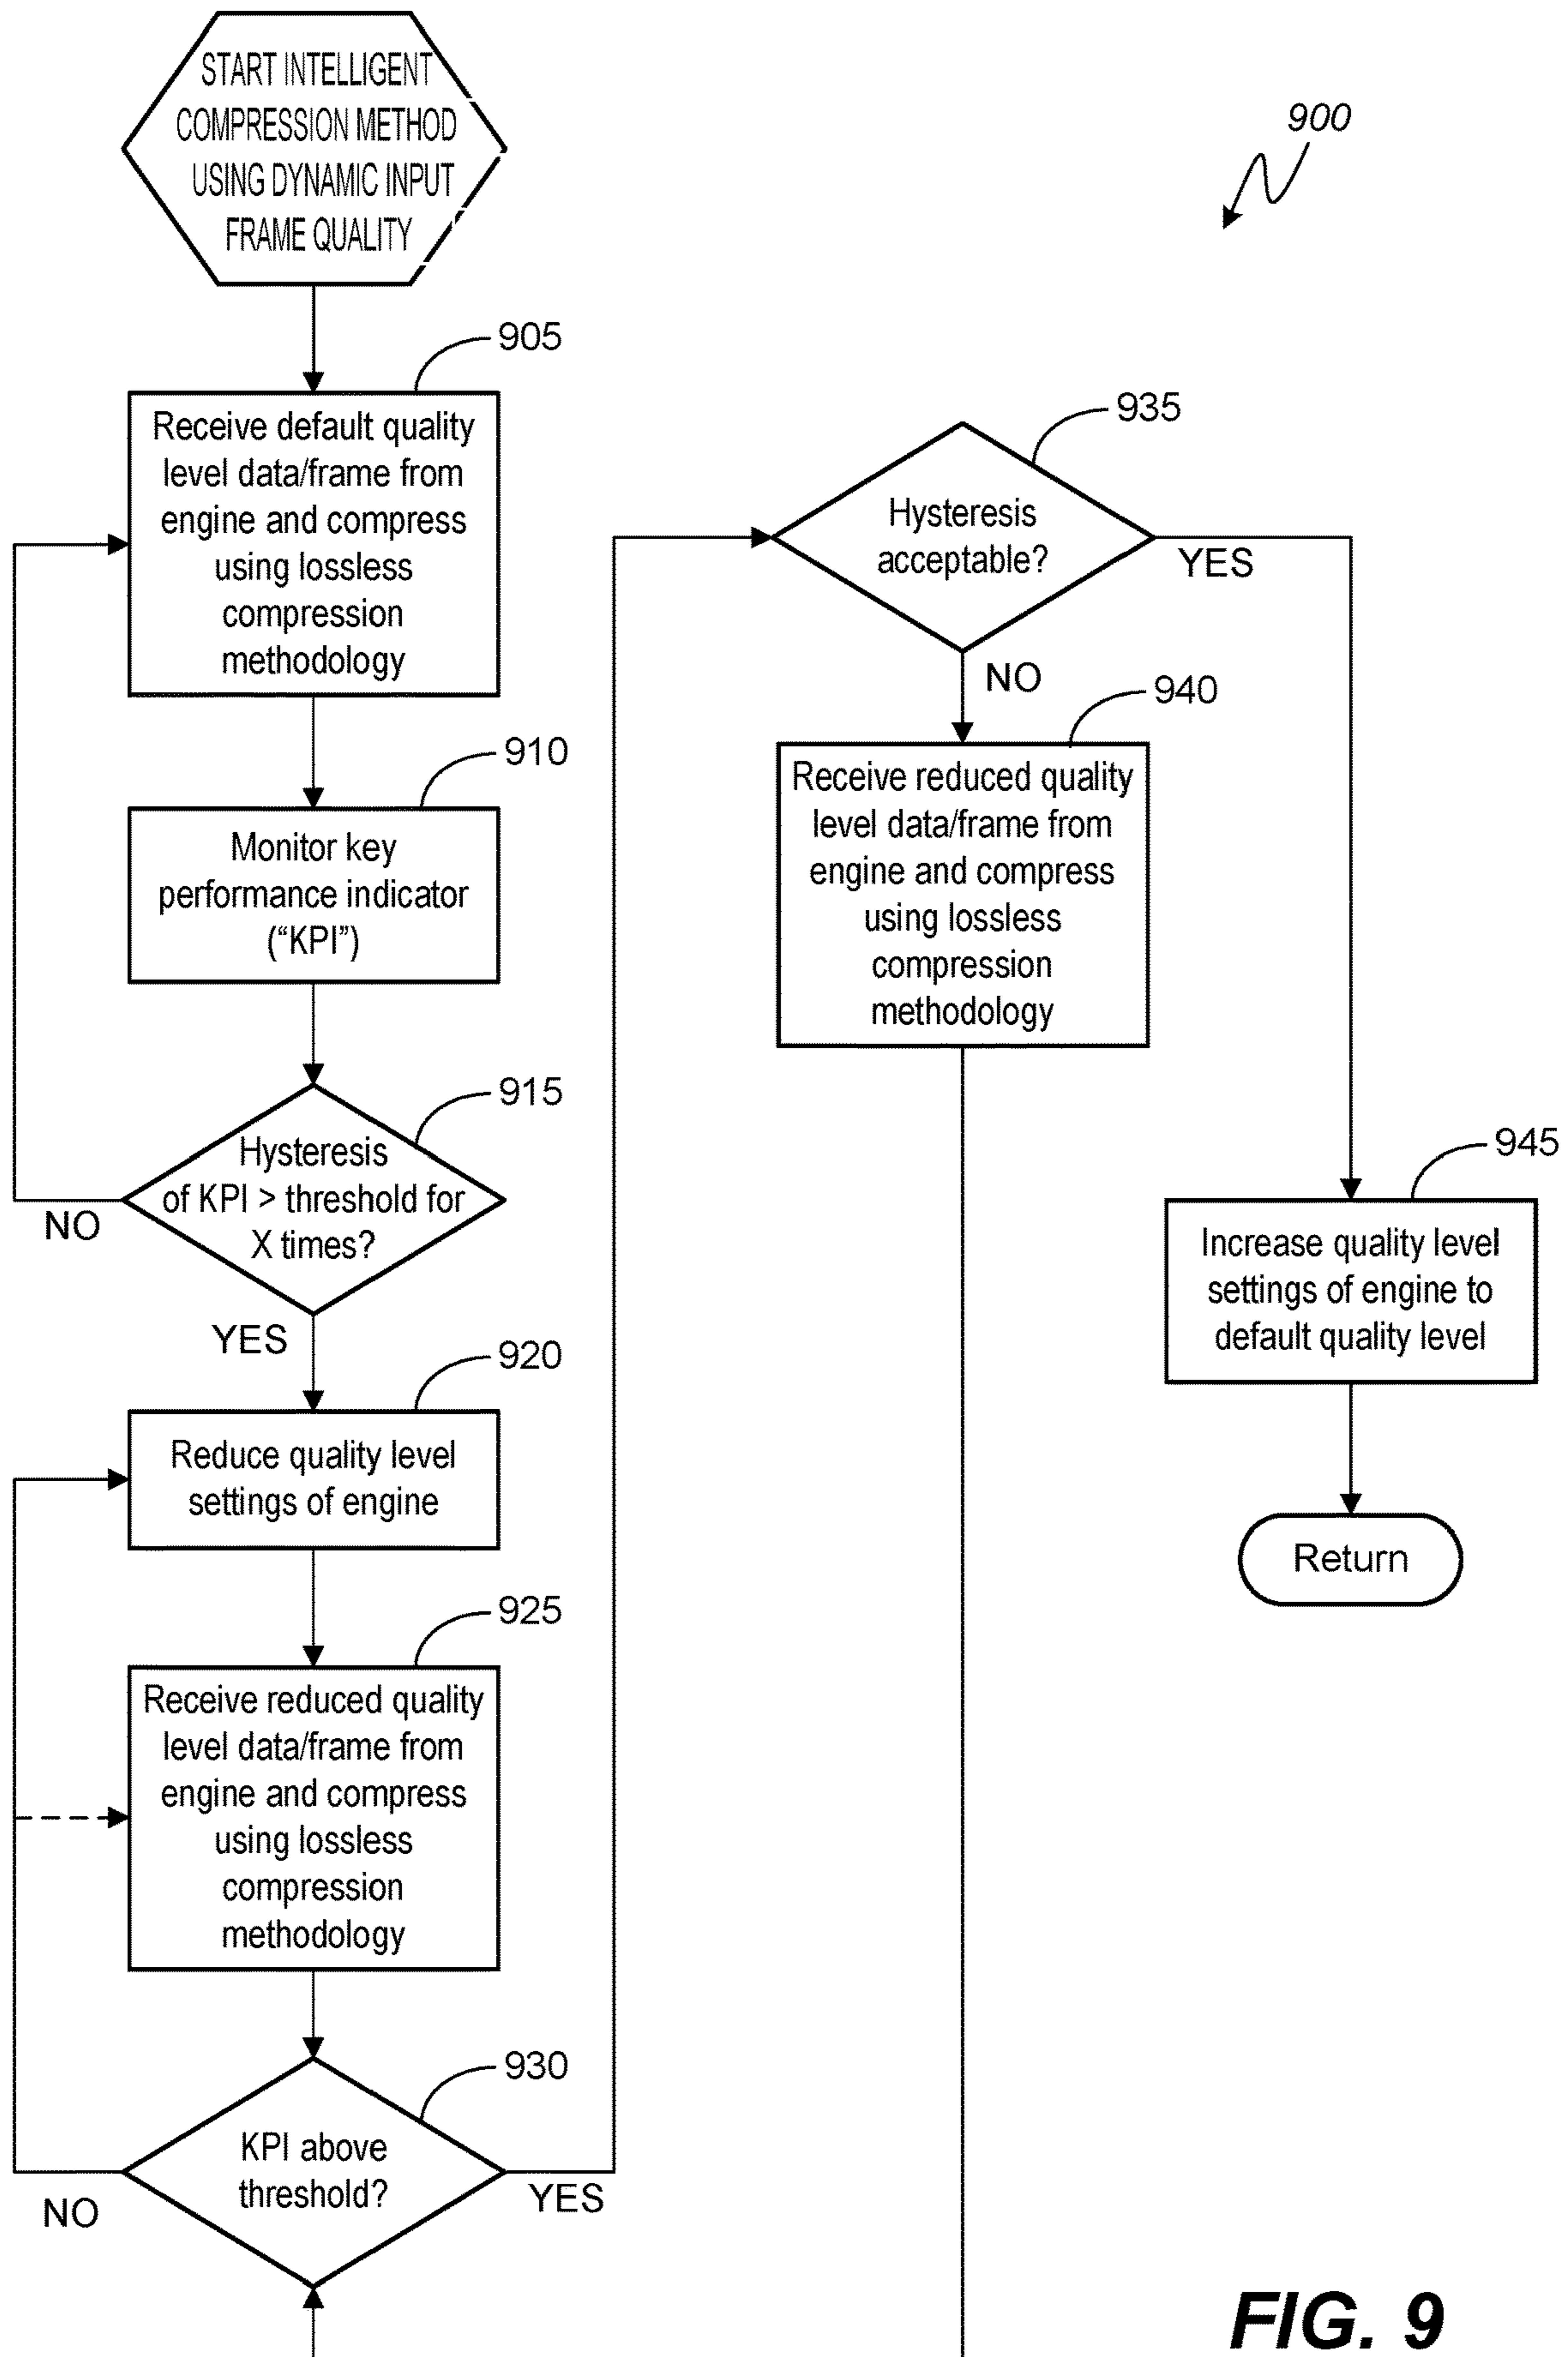 START INTELLIGENT
COMPRESSION METHOD
USING DYNAMIC INPUT
FRAME QUALITY
900
905
Receive default quality
level data/frame from
engine and compress
using lossless
compression
methodology
910
Monitor key
performance indicator
(“KPI”)
915
Hysteresis
of KPI > threshold for
X times?
NO
YES
920
Reduce quality level
settings of engine
925
Receive reduced quality
level data/frame from
engine and compress
using lossless
compression
methodology
930
KPI above
threshold?
NO
YES
935
Hysteresis
acceptable?
YES
NO
940
Receive reduced quality
level data/frame from
engine and compress
using lossless
compression
methodology
945
Increase quality level
settings of engine to
default quality level
Return
FIG. 9